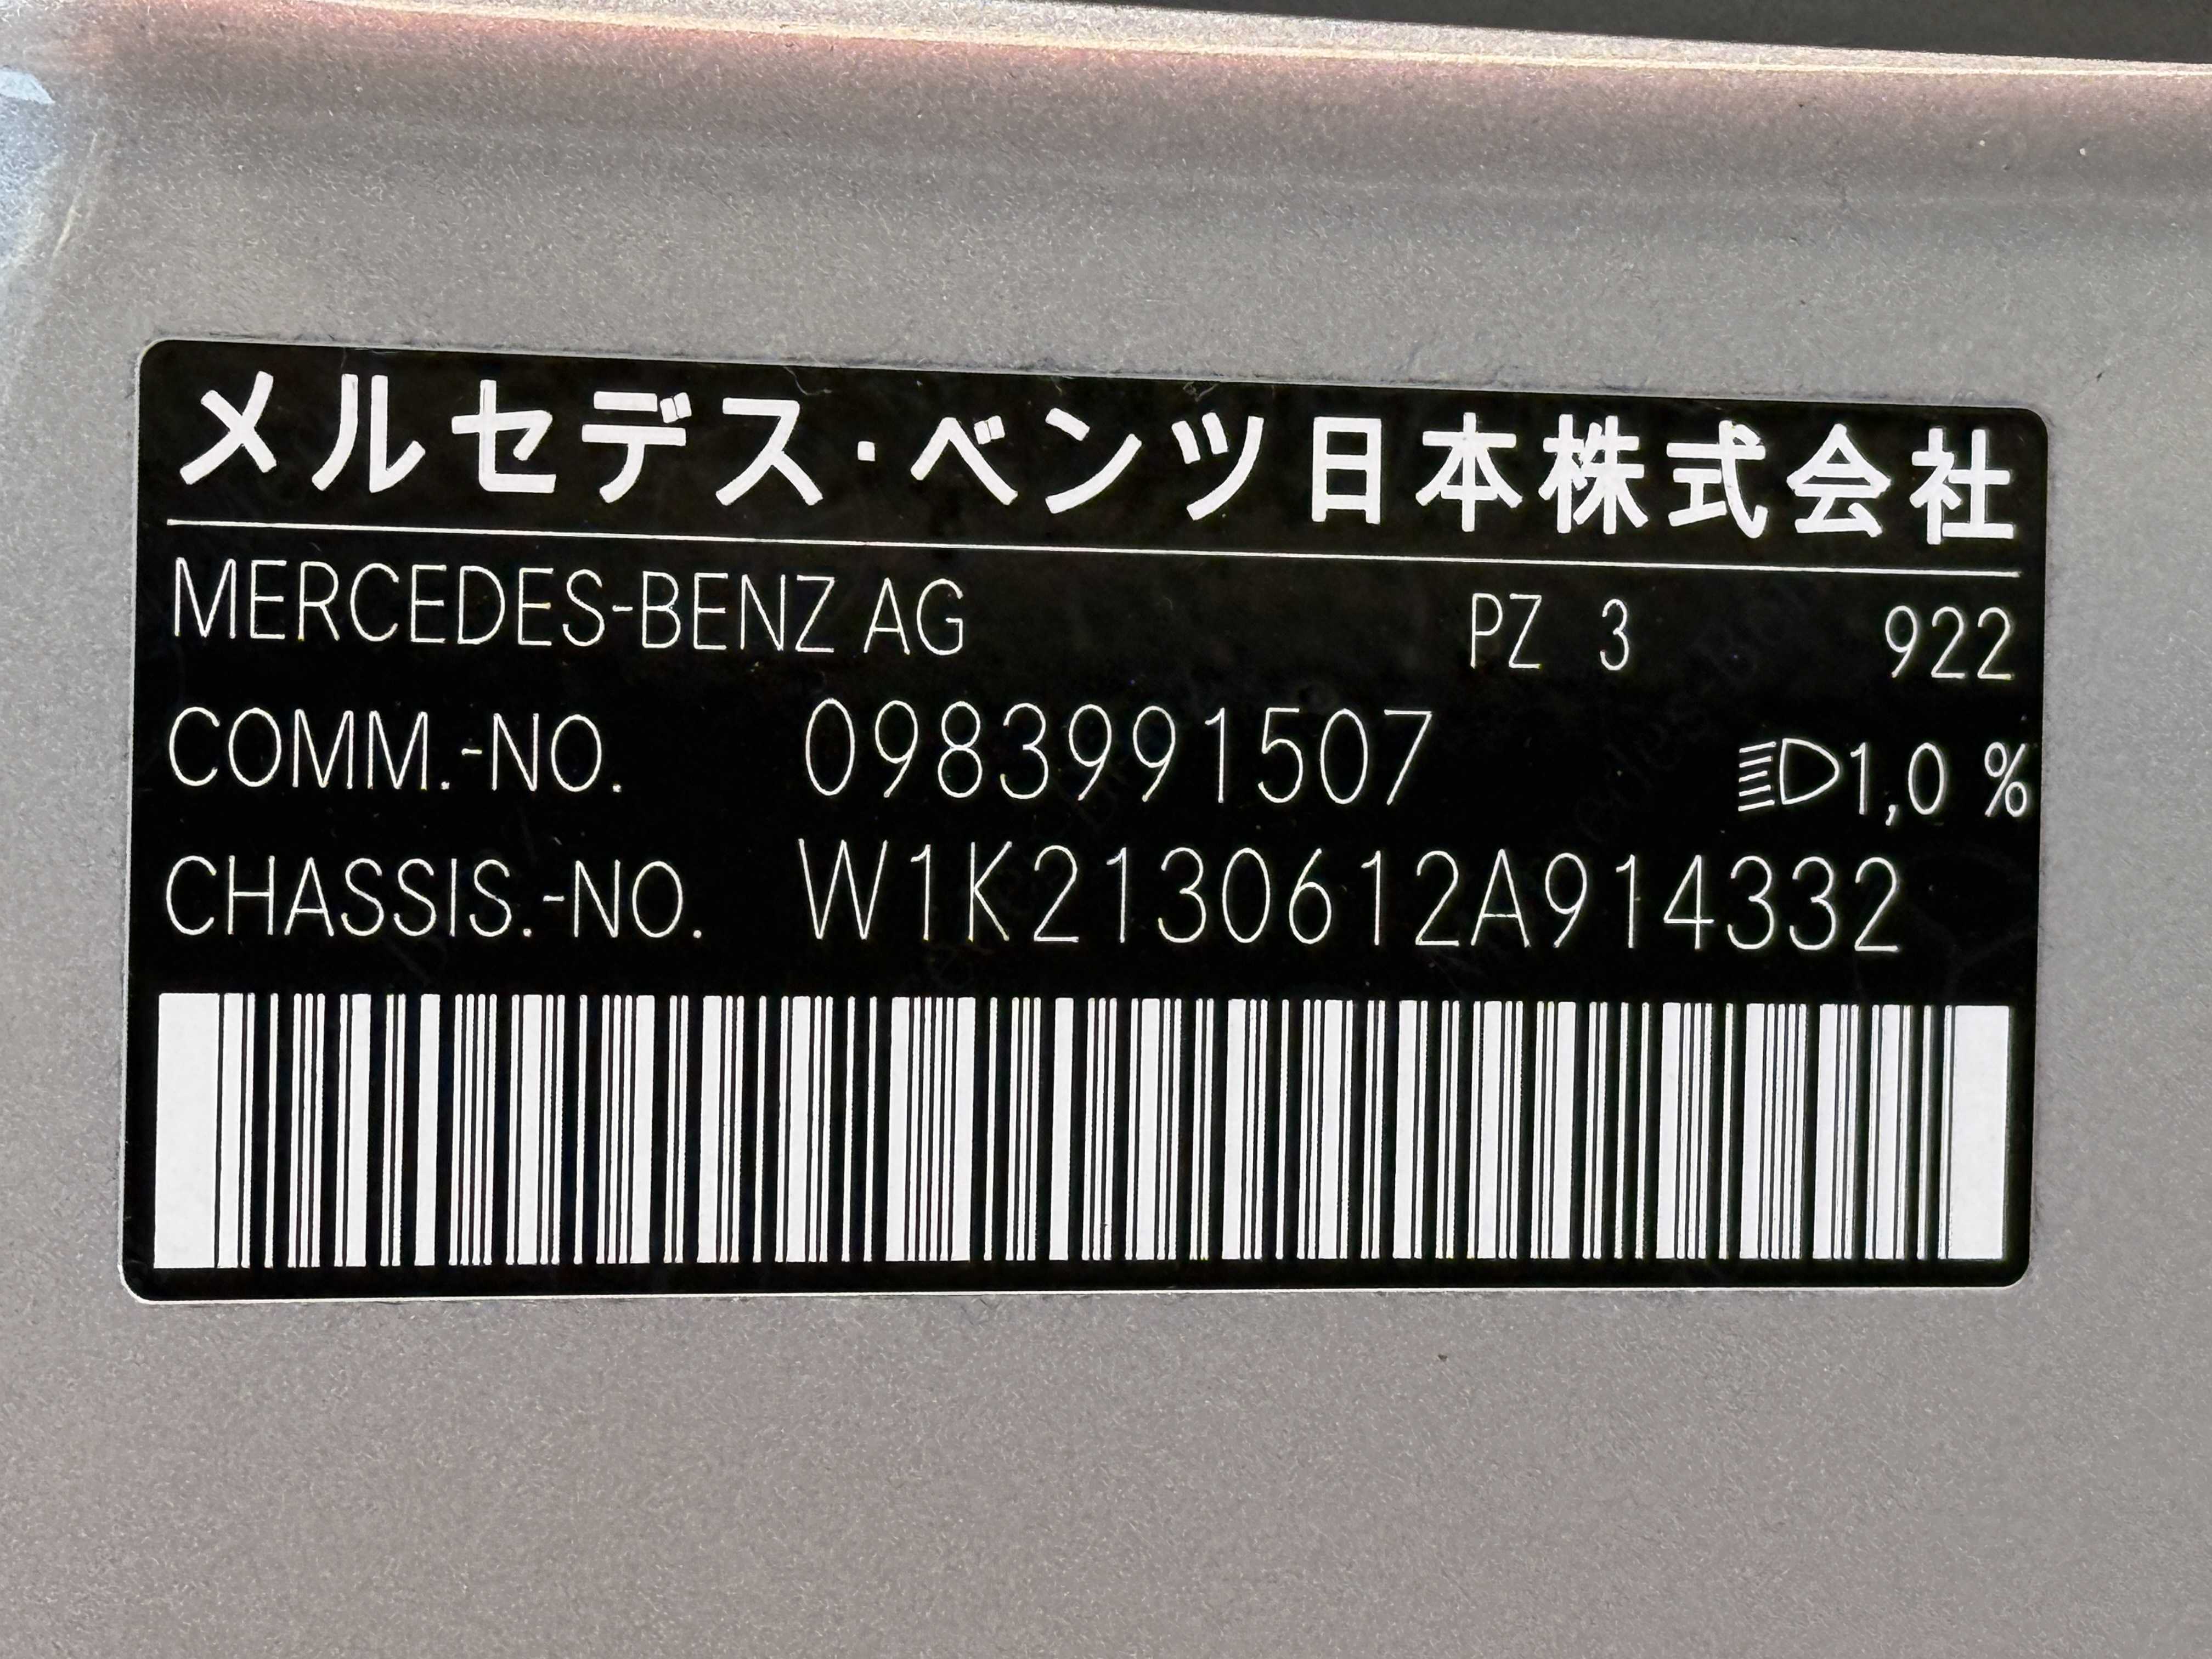 メルセデス・ベンツ日本株式会社
MERCEDES-BENZ AG PZ 3 922
COMM.-NO. 0983991507 1,0 %
CHASSIS.-NO. W1K2130612A914332